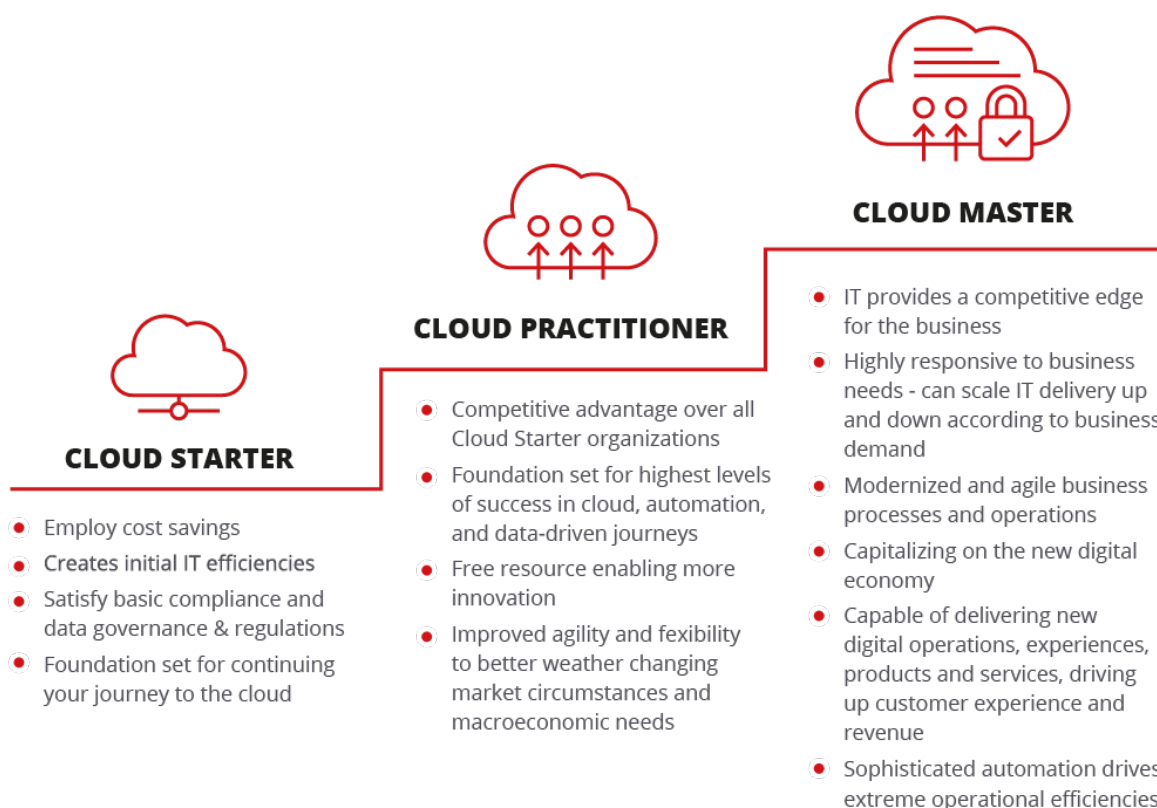 CLOUD STARTER
Employ cost savings
Creates initial IT efficiencies
Satisfy basic compliance and
data governance & regulations
Foundation set for continuing
your journey to the cloud
CLOUD PRACTITIONER
Competitive advantage over all
Cloud Starter organizations
Foundation set for highest levels
of success in cloud, automation,
and data-driven journeys
Free resource enabling more
innovation
Improved agility and fexibility
to better weather changing
market circumstances and
macroeconomic needs
CLOUD MASTER
IT provides a competitive edge
for the business
Highly responsive to business
needs - can scale IT delivery up
and down according to business
demand
Modernized and agile business
processes and operations
Capitalizing on the new digital
economy
Capable of delivering new
digital operations, experiences,
products and services, driving
up customer experience and
revenue
Sophisticated automation drives
extreme operational efficiencies